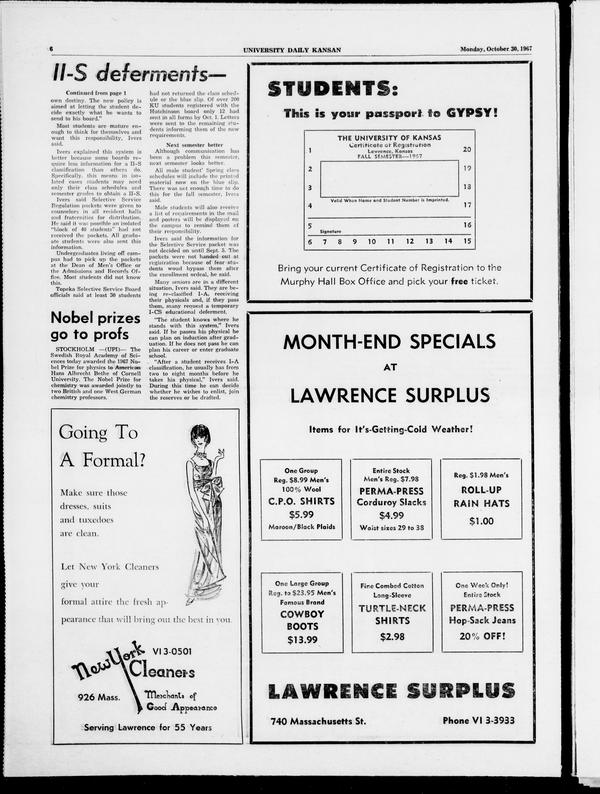 6
UNIVERSITY DAILY KANSAN
Monday, October 30, 1967
II-S deferments—
Continued from page 1
own destiny. The new policy is
aimed at letting the student de-
cide exactly what he wants to
send to his board."
Most students are mature en-
ough to think for themselves and
want this responsibility, Ivers
said.
Ivers explained this system is
better because some boards re-
quire less information for a II-S
classification than others do.
Specifically, this means in iso-
lated cases students may need
only their class schedules and
semester grades to obtain a II-S.
Ivers said Selective Service
Regulation packets were given to
counselors in all resident halls
and fraternities for distribution.
He said it was possible an isolated
"block of 40 students" had not
received the packets. All gradu-
ate students were also sent this
information.
Undergraduates living off cam-
pus had to pick up the packets
at the Dean of Men's Office or
the Admissions and Records Of-
fice. Most students did not know
this.
Topeka Selective Service Board
officials said at least 30 students
had not returned the class sched-
ule or the blue slip. Of over 200
KU students registered with the
Hutchinson board only 12 had
sent in all forms by Oct. 1. Letters
were sent to the remaining stu-
dents informing them of the new
requirements.
Next semester better
Although communication has
been a problem this semester,
next semester looks better.
All male student' Spring class
schedules will include the printed
material now on the blue slip.
There was not enough time to do
this for the fall semester, Ivers
said.
Male students will also receive
a list of requirements in the mail
and posters will be displayed on
the campus to remind them of
their responsibility.
Ivers said the information for
the Selective Service packet was
not decided on until Sept. 5. The
packets were not handed out at
registration because of fear stu-
dents woud bypass them after
the enrollment ordeal, he said.
Many seniors are in a different
situation, Ivers said. They are be-
ing re-classified I-A, receiving
their physicals and, if they pass
them, many request a temporary
I-CS educational deferment.
"The student knows where he
stands with this system," Ivers
said. If he passes his physical he
can plan on induction after grad-
uation. If he does not pass he can
plan his career or enter graduate
school.
"After a student receives I-A
classification, he usually has from
two to eight months before he
takes his physical," Ivers said.
During this time he can decide
whether he wishes to enlist, join
the reserves or be drafted.
Nobel prizes
go to profs
STOCKHOLM —(UPI)— The
Swedish Royal Academy of Sci-
ences today awarded the 1967 No-
bel Prize for physics to American
Hans Albrecht Bethe of Cornell
University. The Nobel Prize for
chemistry was awarded jointly to
two British and one West German
chemistry professors.
Going To
A Formal?
Make sure those
dresses, suits
and tuxedoes
are clean.
Let New York Cleaners
give your
formal attire the fresh ap-
pearance that will bring out the best in you.
New York
Cleaners
VI 3-0501
926 Mass.
Merchants of
Good Appearance
Serving Lawrence for 55 Years
STUDENTS:
This is your passport to GYPSY!
THE UNIVERSITY OF KANSAS
Certificate of Registration
Lawrence, Kansas
FALL SEMESTER—1957
1 20
2 19
3 18
Valid When Name and Student Number is Imprinted.
4 17
5 16
Signature
6 7 8 9 10 11 12 13 14 15
Bring your current Certificate of Registration to the
Murphy Hall Box Office and pick your free ticket.
MONTH-END SPECIALS
AT
LAWRENCE SURPLUS
Items for It's-Getting-Cold Weather!
One Group
Reg. $8.99 Men's
100% Wool
C.P.O. SHIRTS
$5.99
Maroon/Black Plaids
Entire Stock
Men's Reg. $7.98
PERMA-PRESS
Corduroy Slacks
$4.99
Waist sizes 29 to 38
Reg. $1.98 Men's
ROLL-UP
RAIN HATS
$1.00
One Large Group
Reg. to $23.95 Men's
Famous Brand
COWBOY
BOOTS
$13.99
Fine Combed Cotton
Long-Sleeve
TURTLE-NECK
SHIRTS
$2.98
One Week Only!
Entire Stock
PERMA-PRESS
Hop-Sack Jeans
20% OFF!
LAWRENCE SURPLUS
740 Massachusetts St.
Phone VI 3-3933